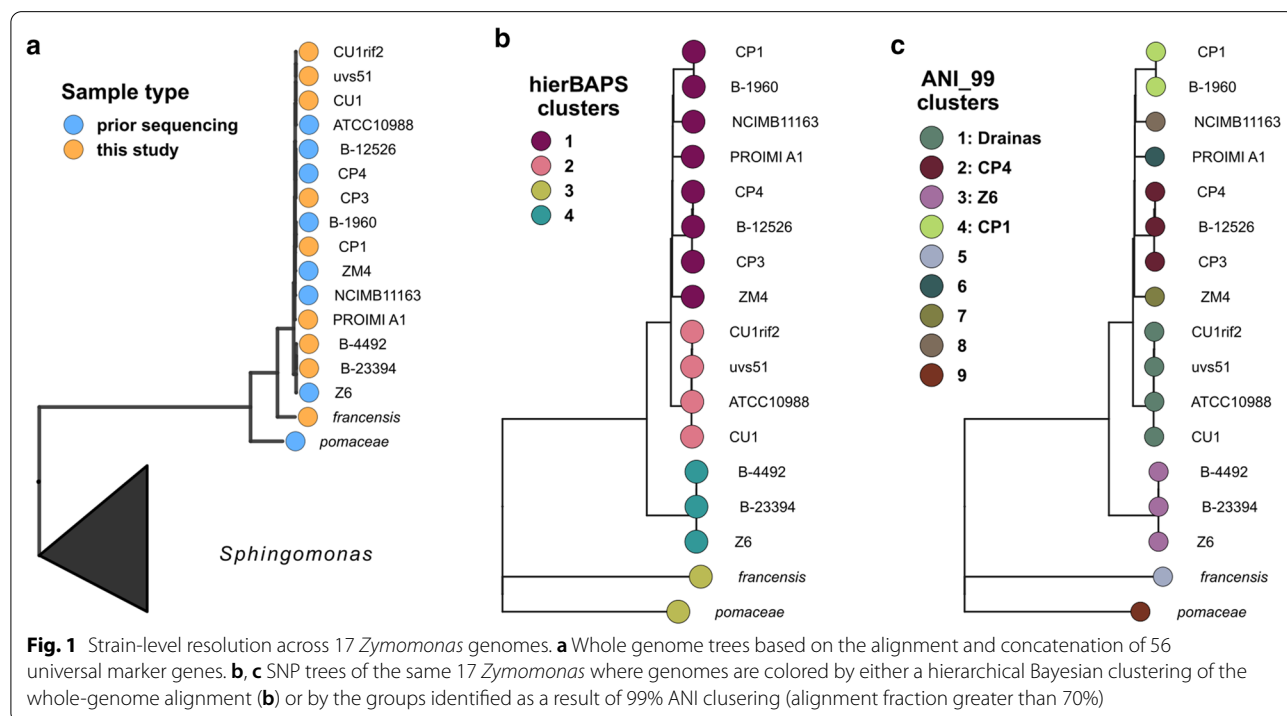 a
Sample type
prior sequencing
this study
CU1rif2
uvs51
CU1
ATCC10988
B-12526
CP4
CP3
B-1960
CP1
ZM4
NCIMB11163
PROIMI A1
B-4492
B-23394
Z6
francensis
pomaceae
Sphingomonas
b
hierBAPS
clusters
1
2
3
4
CP1
B-1960
NCIMB11163
PROIMI A1
CP4
B-12526
CP3
ZM4
CU1rif2
uvs51
ATCC10988
CU1
B-4492
B-23394
Z6
francensis
pomaceae
c
ANI_99
clusters
1: Drainas
2: CP4
3: Z6
4: CP1
5
6
7
8
9
CP1
B-1960
NCIMB11163
PROIMI A1
CP4
B-12526
CP3
ZM4
CU1rif2
uvs51
ATCC10988
CU1
B-4492
B-23394
Z6
francensis
pomaceae
Fig. 1 Strain-level resolution across 17 Zymomonas genomes. a Whole genome trees based on the alignment and concatenation of 56
universal marker genes. b, c SNP trees of the same 17 Zymomonas where genomes are colored by either a hierarchical Bayesian clustering of the
whole-genome alignment (b) or by the groups identified as a result of 99% ANI clusering (alignment fraction greater than 70%)